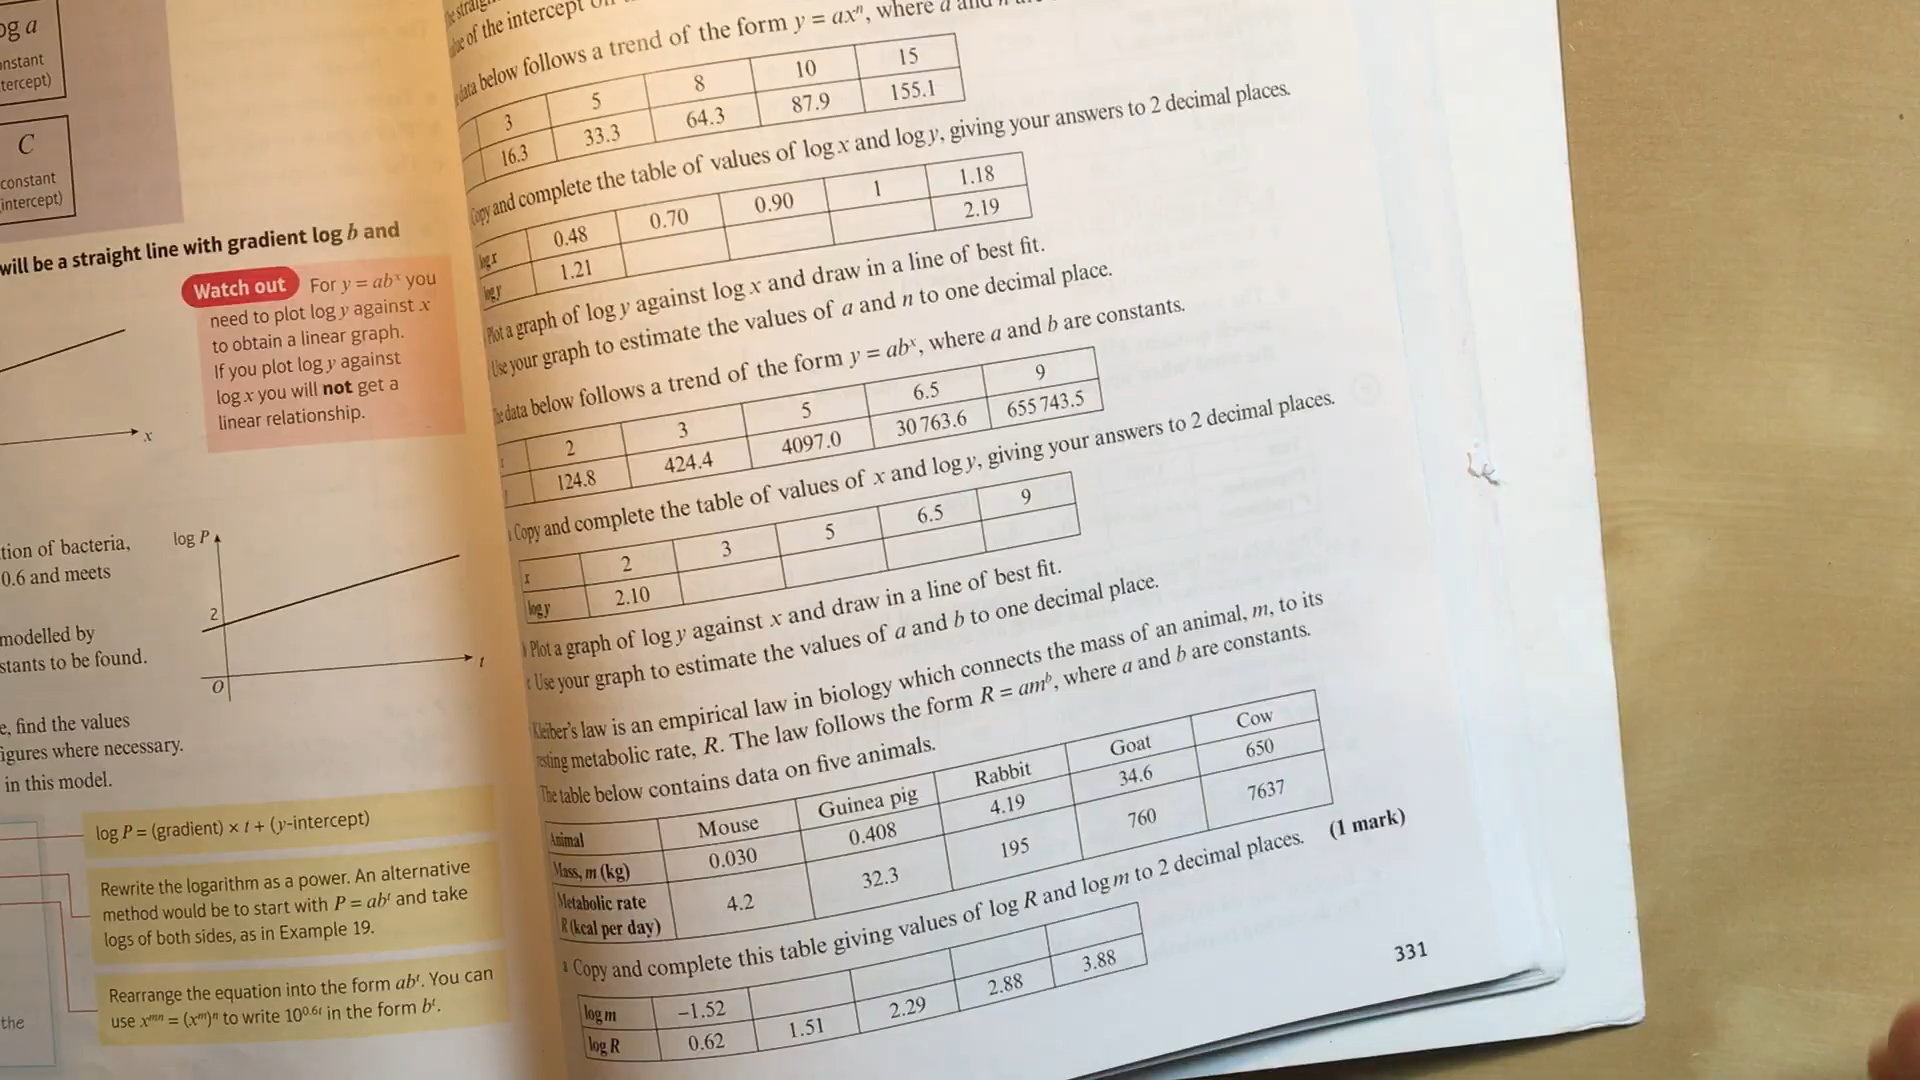 og a
onstant
tercept)
C
constant
intercept)
will be a straight line with gradient log b and
Watch out For y = abˣ you
need to plot log y against x
to obtain a linear graph.
If you plot log y against
log x you will not get a
linear relationship.
x
tion of bacteria,
0.6 and meets
modelled by
stants to be found.
log P
2
O
t
e, find the values
igures where necessary.
in this model.
log P = (gradient) × t + (y-intercept)
Rewrite the logarithm as a power. An alternative
method would be to start with P = abᵗ and take
logs of both sides, as in Example 19.
Rearrange the equation into the form abᵗ. You can
use xᵐⁿ = (xᵐ)ⁿ to write 10⁰·⁶ᵗ in the form bᵗ.
the
of the intercept
data below follows a trend of the form y = axⁿ, where a and
3 5 8 10 15
16.3 33.3 64.3 87.9 155.1
Copy and complete the table of values of log x and log y, giving your answers to 2 decimal places.
log x 0.48 0.70 0.90 1 1.18
log y 1.21 2.19
Plot a graph of log y against log x and draw in a line of best fit.
Use your graph to estimate the values of a and n to one decimal place.
The data below follows a trend of the form y = abˣ, where a and b are constants.
2 3 5 6.5 9
124.8 424.4 4097.0 30 763.6 655 743.5
Copy and complete the table of values of x and log y, giving your answers to 2 decimal places.
x 2 3 5 6.5 9
log y 2.10
Plot a graph of log y against x and draw in a line of best fit.
Use your graph to estimate the values of a and b to one decimal place.
Kleiber's law is an empirical law in biology which connects the mass of an animal, m, to its
resting metabolic rate, R. The law follows the form R = amᵇ, where a and b are constants.
The table below contains data on five animals.
Animal Mouse Guinea pig Rabbit Goat Cow
Mass, m (kg) 0.030 0.408 4.19 34.6 650
Metabolic rate
R (kcal per day) 4.2 32.3 195 760 7637
a Copy and complete this table giving values of log R and log m to 2 decimal places. (1 mark)
log m −1.52
log R 0.62 1.51 2.29 2.88 3.88
331